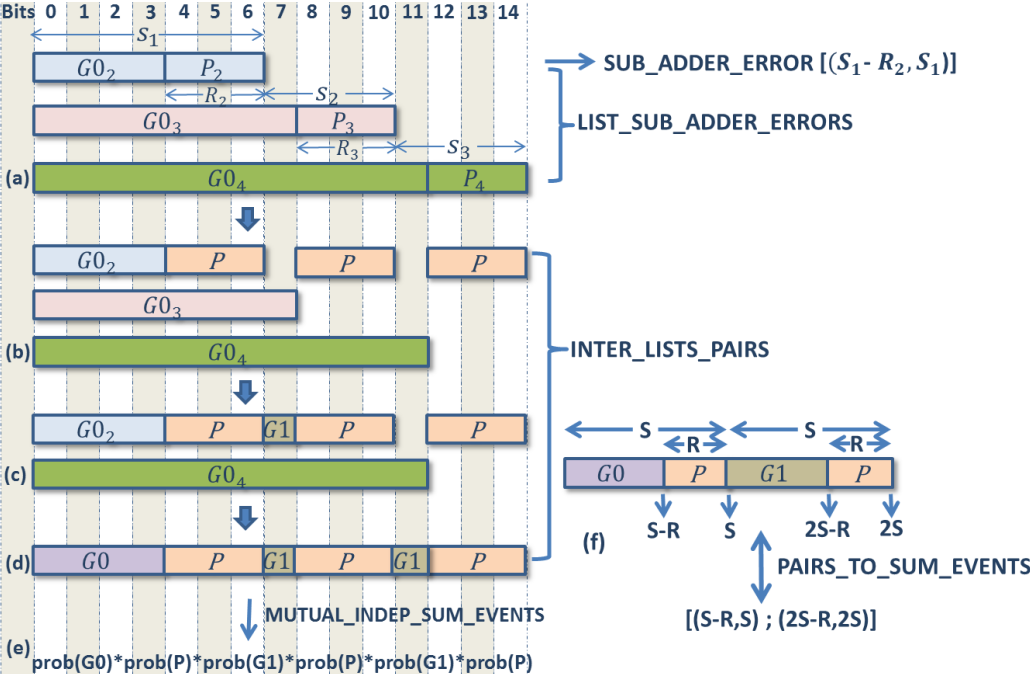 Bits 0 1 2 3 4 5 6 7 8 9 10 11 12 13 14
S₁
G0₂ P₂
SUB_ADDER_ERROR [(S₁- R₂, S₁)]
R₂ S₂
G0₃ P₃
LIST_SUB_ADDER_ERRORS
R₃ S₃
(a) G0₄ P₄
G0₂ P P P
G0₃
(b) G0₄
INTER_LISTS_PAIRS
G0₂ P G1 P P
(c) G0₄
S S
R R
G0 P G1 P
S-R S 2S-R 2S
(f)
(d) G0 P G1 P G1 P
PAIRS_TO_SUM_EVENTS
[(S-R,S) ; (2S-R,2S)]
MUTUAL_INDEP_SUM_EVENTS
(e) prob(G0)*prob(P)*prob(G1)*prob(P)*prob(G1)*prob(P)